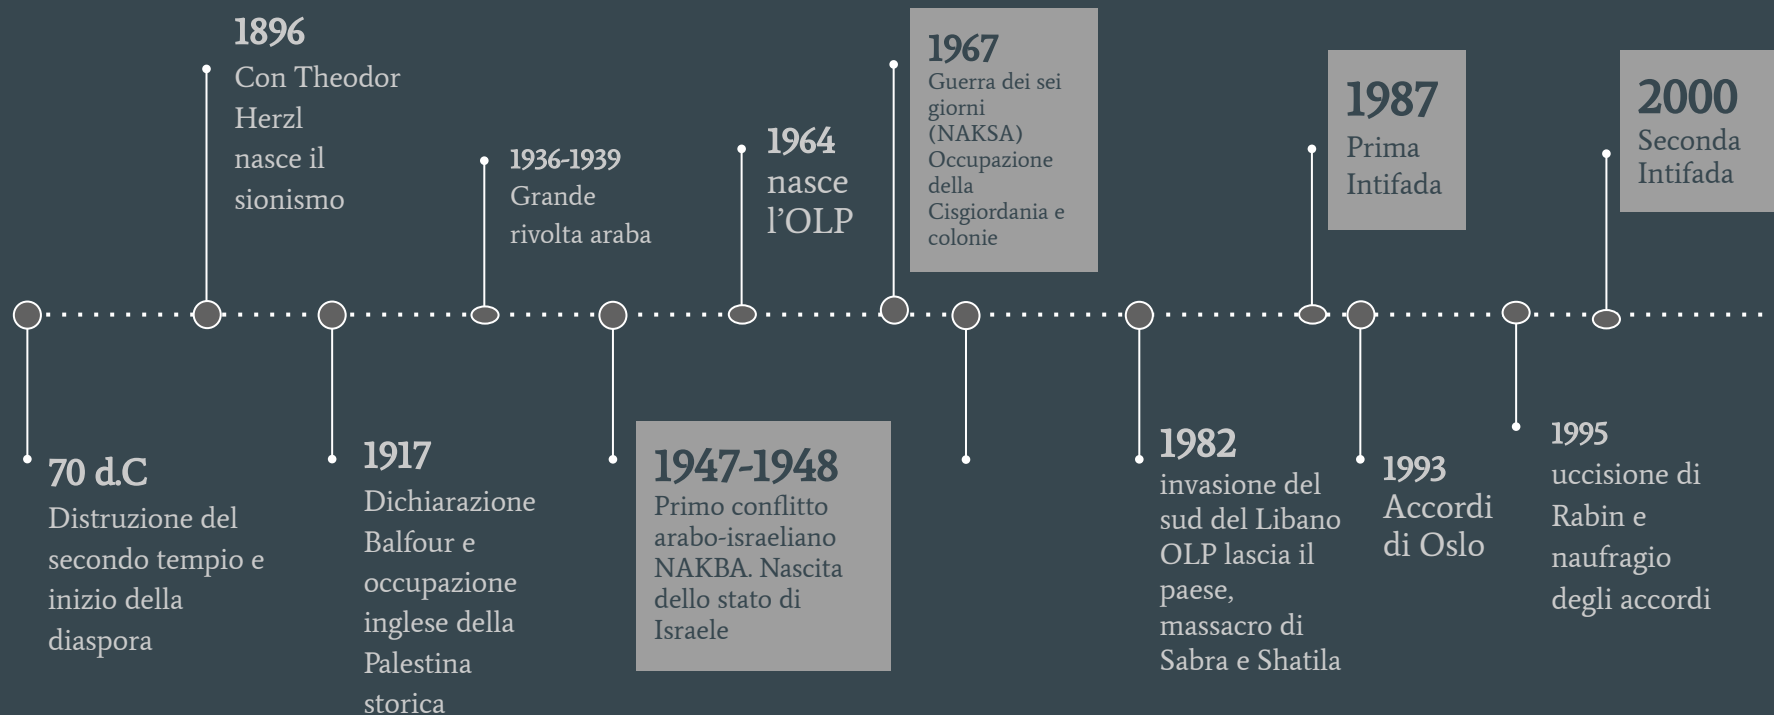 1896
Con Theodor
Herzl
nasce il
sionismo
1936-1939
Grande
rivolta araba
1964
nasce
l’OLP
1967
Guerra dei sei
giorni
(NAKSA)
Occupazione
della
Cisgiordania e
colonie
1987
Prima
Intifada
2000
Seconda
Intifada
70 d.C
Distruzione del
secondo tempio e
inizio della
diaspora
1917
Dichiarazione
Balfour e
occupazione
inglese della
Palestina
storica
1947-1948
Primo conflitto
arabo-israeliano
NAKBA. Nascita
dello stato di
Israele
1982
invasione del
sud del Libano
OLP lascia il
paese,
massacro di
Sabra e Shatila
1993
Accordi
di Oslo
1995
uccisione di
Rabin e
naufragio
degli accordi